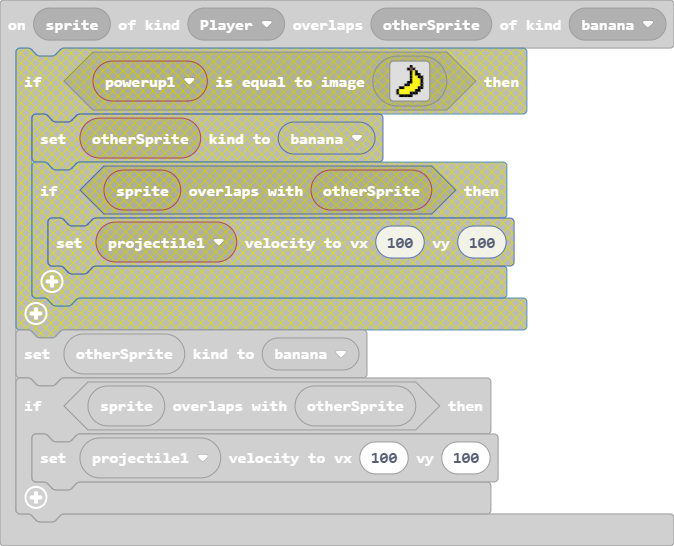 on sprite of kind Player overlaps otherSprite of kind banana
if powerup1 is equal to image then
set otherSprite kind to banana
if sprite overlaps with otherSprite then
set projectile1 velocity to vx 100 vy 100
set otherSprite kind to banana
if sprite overlaps with otherSprite then
set projectile1 velocity to vx 100 vy 100